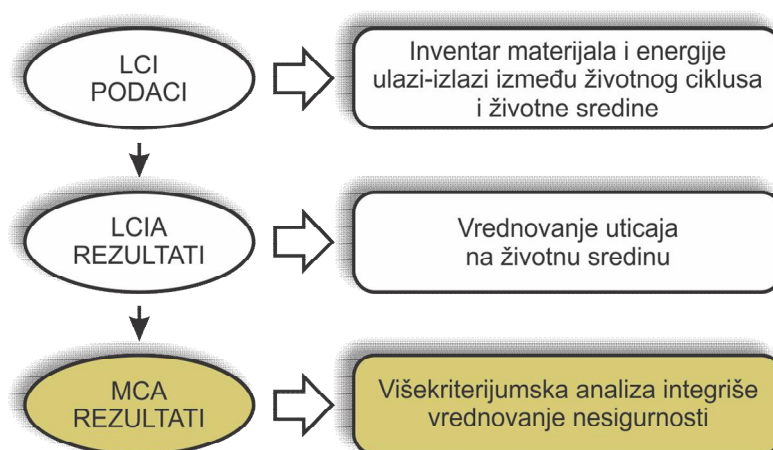 LCI
PODACI
Inventar materijala i energije
ulazi-izlazi između životnog ciklusa
i životne sredine
LCIA
REZULTATI
Vrednovanje uticaja
na životnu sredinu
MCA
REZULTATI
Višekriterijumska analiza integriše
vrednovanje nesigurnosti